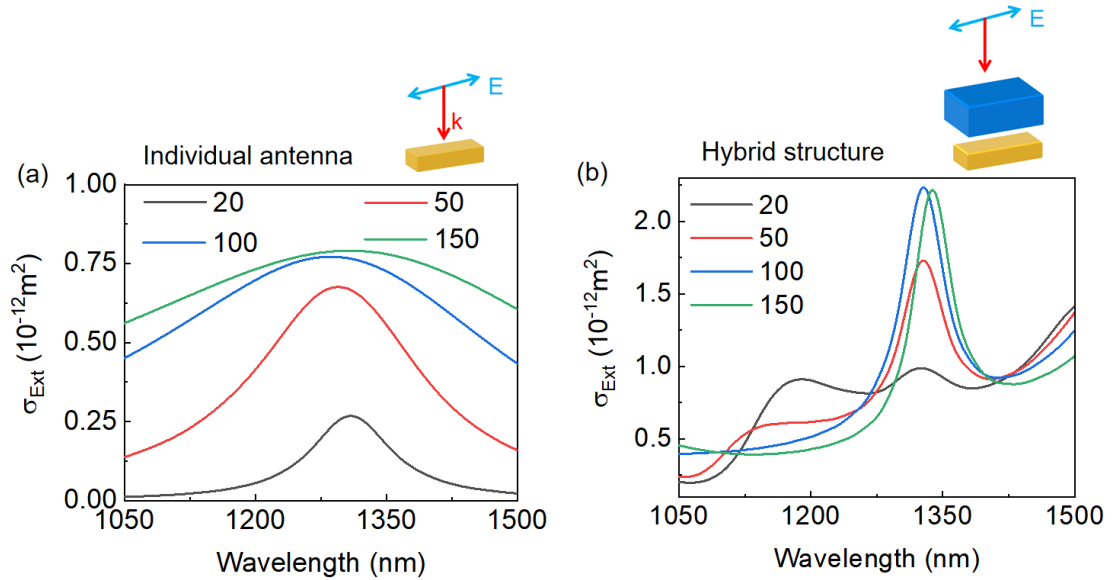 E
k
(a) Individual antenna
1.00
0.75
0.50
0.25
0.00
σExt (10⁻¹²m²)
20 50
100 150
1050 1200 1350 1500
Wavelength (nm)
E
(b) Hybrid structure
2.0
1.5
1.0
0.5
σExt (10⁻¹²m²)
20
50
100
150
1050 1200 1350 1500
Wavelength (nm)